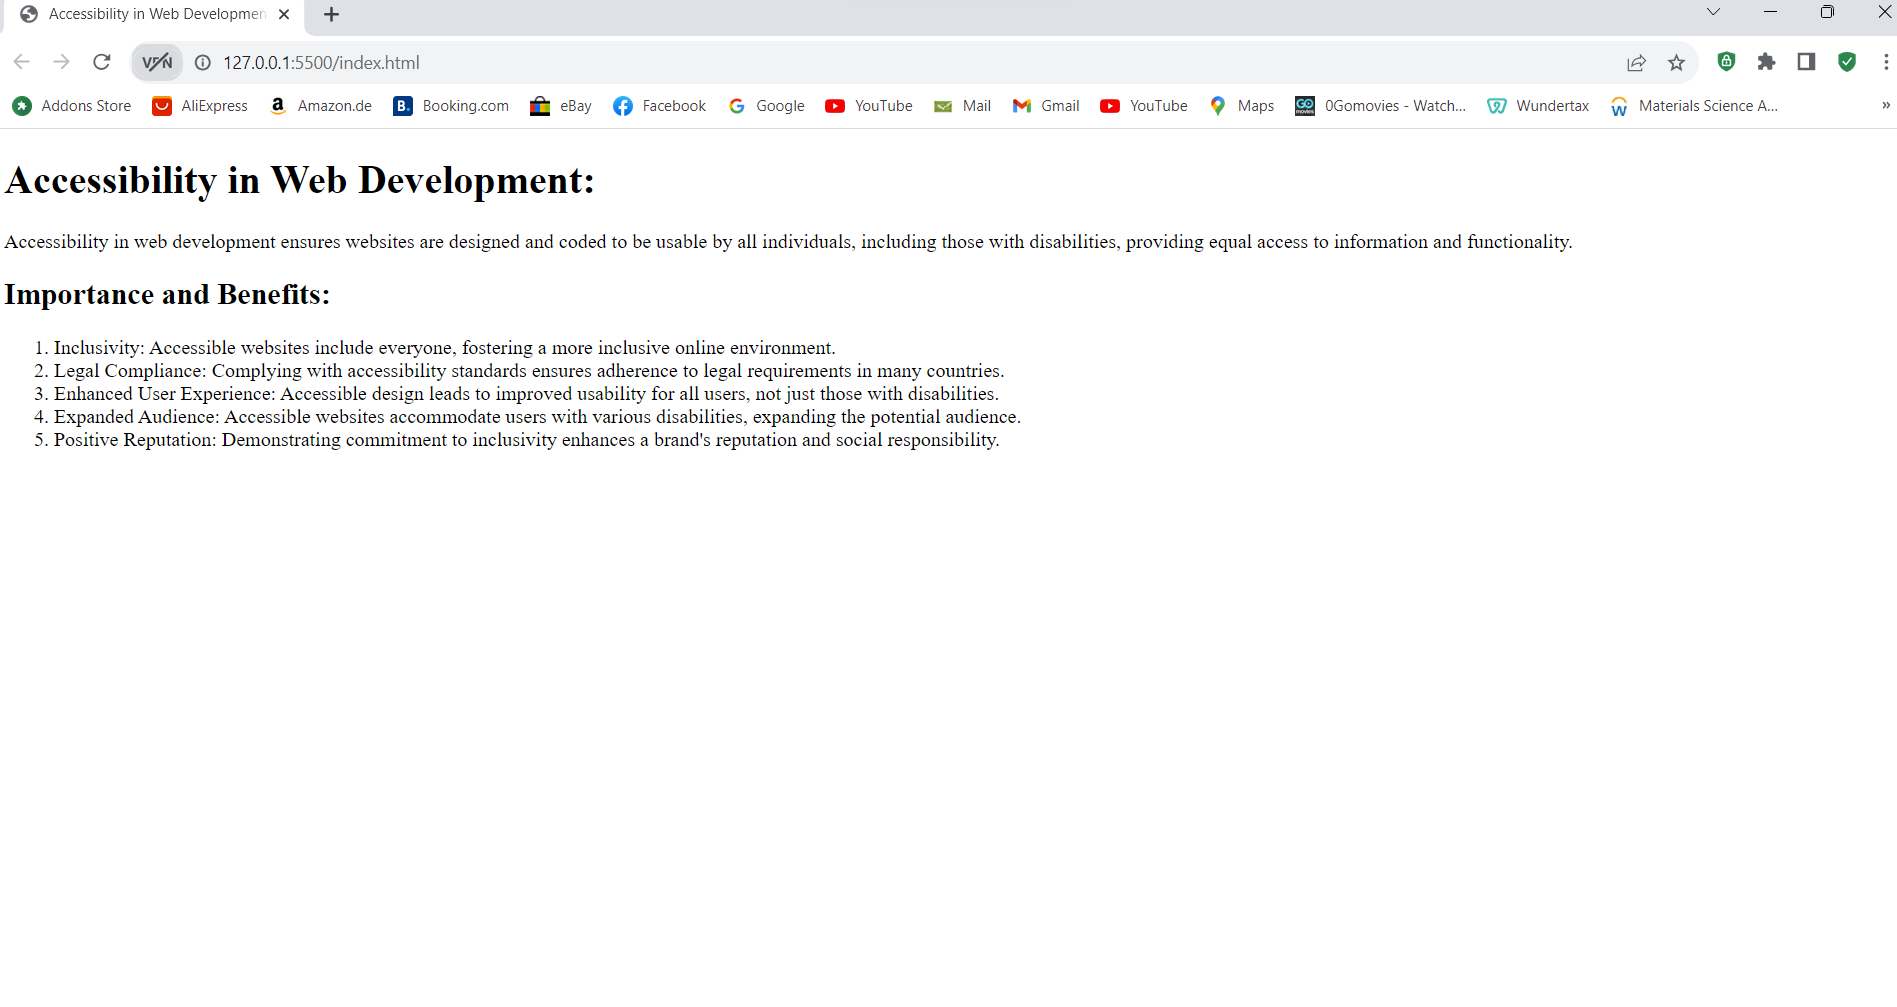 Accessibility in Web Developmen
VPN
127.0.0.1:5500/index.html
Addons Store AliExpress Amazon.de Booking.com eBay Facebook Google YouTube Mail Gmail YouTube Maps 0Gomovies - Watch... Wundertax Materials Science A... »
Accessibility in Web Development:
Accessibility in web development ensures websites are designed and coded to be usable by all individuals, including those with disabilities, providing equal access to information and functionality.
Importance and Benefits:
1. Inclusivity: Accessible websites include everyone, fostering a more inclusive online environment.
2. Legal Compliance: Complying with accessibility standards ensures adherence to legal requirements in many countries.
3. Enhanced User Experience: Accessible design leads to improved usability for all users, not just those with disabilities.
4. Expanded Audience: Accessible websites accommodate users with various disabilities, expanding the potential audience.
5. Positive Reputation: Demonstrating commitment to inclusivity enhances a brand's reputation and social responsibility.